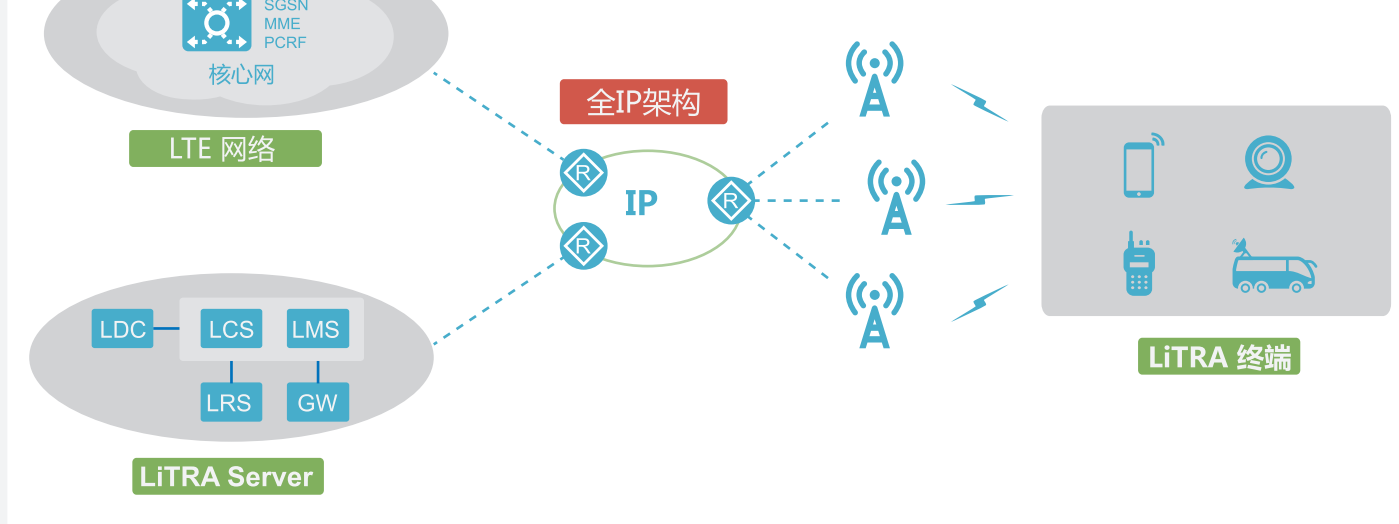 SGSN
MME
PCRF
核心网
LTE 网络
全IP架构
R
IP
R
R
LDC
LCS
LMS
LRS
GW
LiTRA Server
LiTRA 终端